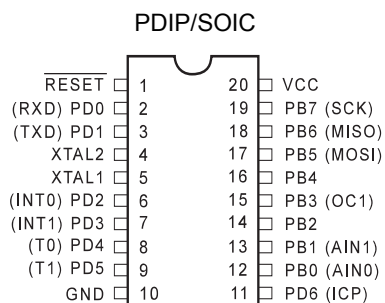 PDIP/SOIC
RESET 1 20 VCC
(RXD) PD0 2 19 PB7 (SCK)
(TXD) PD1 3 18 PB6 (MISO)
XTAL2 4 17 PB5 (MOSI)
XTAL1 5 16 PB4
(INT0) PD2 6 15 PB3 (OC1)
(INT1) PD3 7 14 PB2
(T0) PD4 8 13 PB1 (AIN1)
(T1) PD5 9 12 PB0 (AIN0)
GND 10 11 PD6 (ICP)